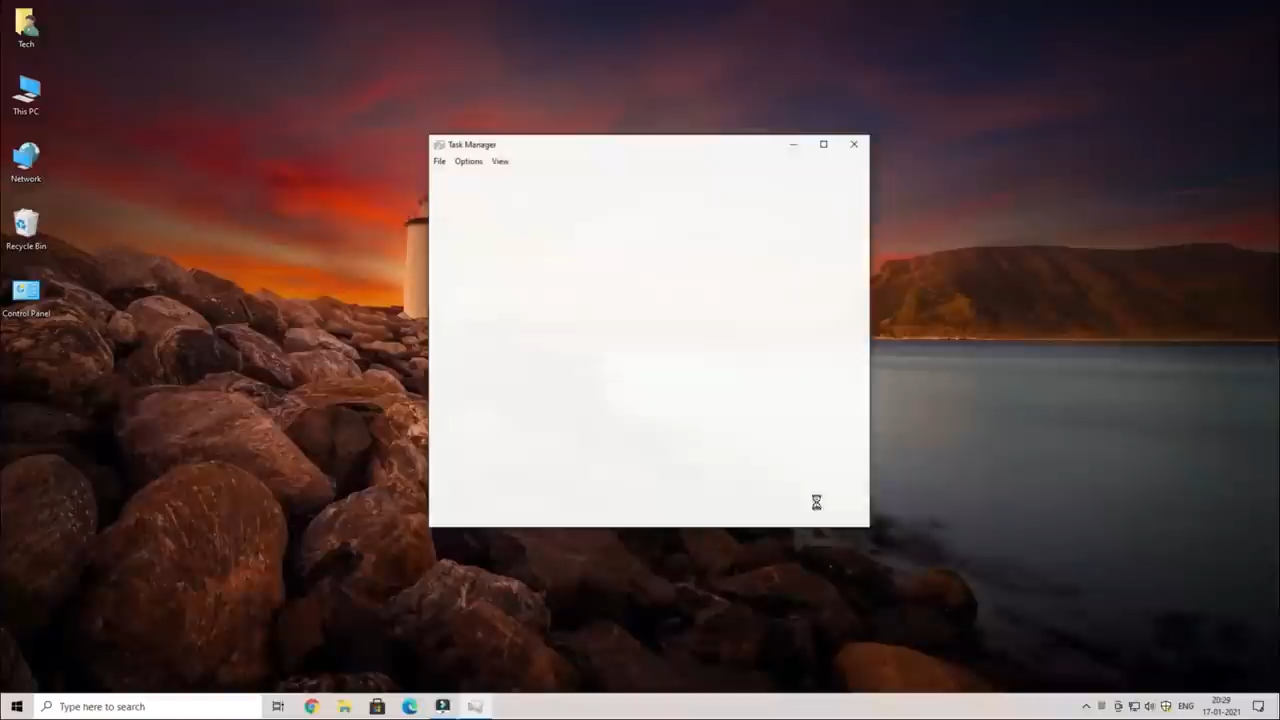 Tech
This PC
Network
Recycle Bin
Control Panel
Task Manager
File Options View
Type here to search
ENG
20:29
17-01-2021